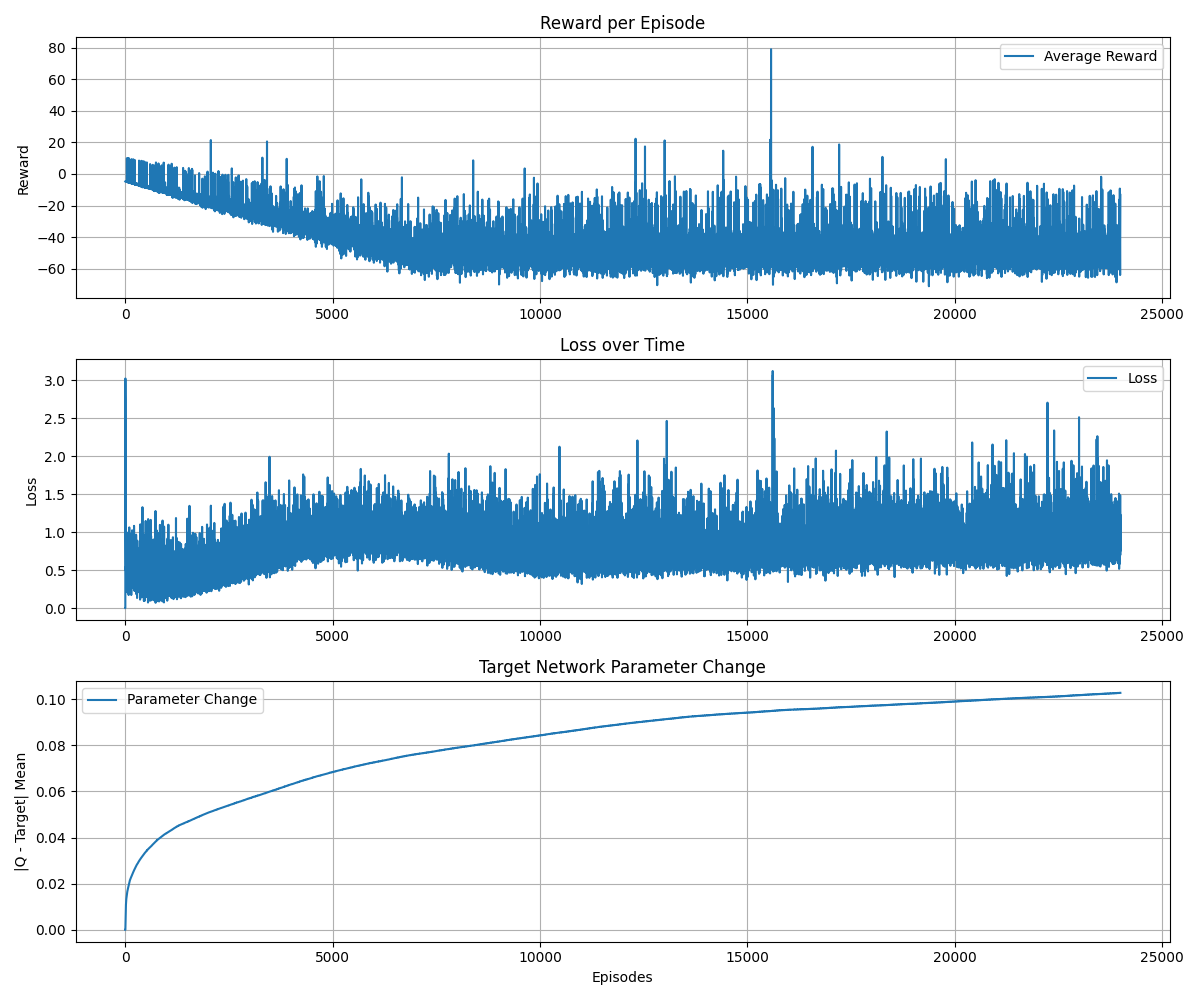 Reward per Episode
Average Reward
Reward
80
60
40
20
0
−20
−40
−60
0 5000 10000 15000 20000 25000
Loss over Time
Loss
Loss
3.0
2.5
2.0
1.5
1.0
0.5
0.0
0 5000 10000 15000 20000 25000
Target Network Parameter Change
Parameter Change
|Q - Target| Mean
0.10
0.08
0.06
0.04
0.02
0.00
0 5000 10000 15000 20000 25000
Episodes